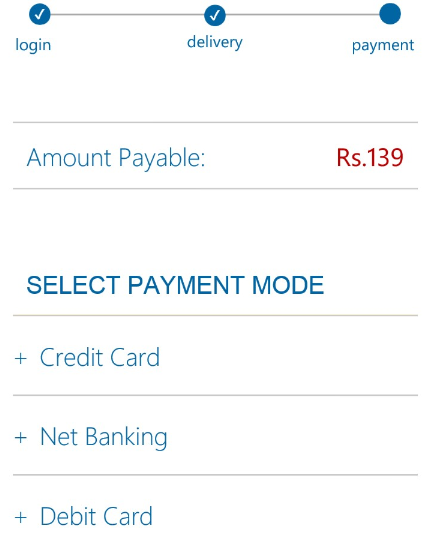 login delivery payment
Amount Payable: Rs.139
SELECT PAYMENT MODE
+ Credit Card
+ Net Banking
+ Debit Card